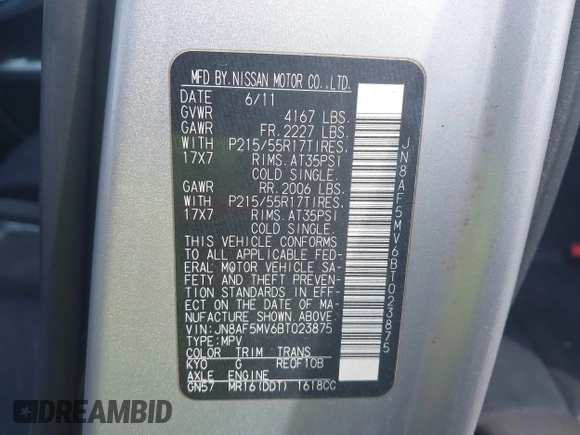 MFD BY.NISSAN MOTOR CO.,LTD.
DATE 6/11
GVWR 4167 LBS.
GAWR FR. 2227 LBS.
WITH P215/55R17TIRES.
17X7 RIMS. AT35PSI
COLD SINGLE.
GAWR RR. 2006 LBS.
WITH P215/55R17TIRES.
17X7 RIMS. AT35PSI
COLD SINGLE.
THIS VEHICLE CONFORMS
TO ALL APPLICABLE FED-
ERAL MOTOR VEHICLE SA-
FETY AND THEFT PREVEN-
TION STANDARDS IN EFF-
ECT ON THE DATE OF MA-
NUFACTURE SHOWN ABOVE.
VIN:JN8AF5MV6BT023875
TYPE:MPV
COLOR TRIM TRANS
KYO G RE0F10B
AXLE ENGINE
GN57 MR16(DDT) 1618CC
JN8AF5MV6BT023875
DREAMBID